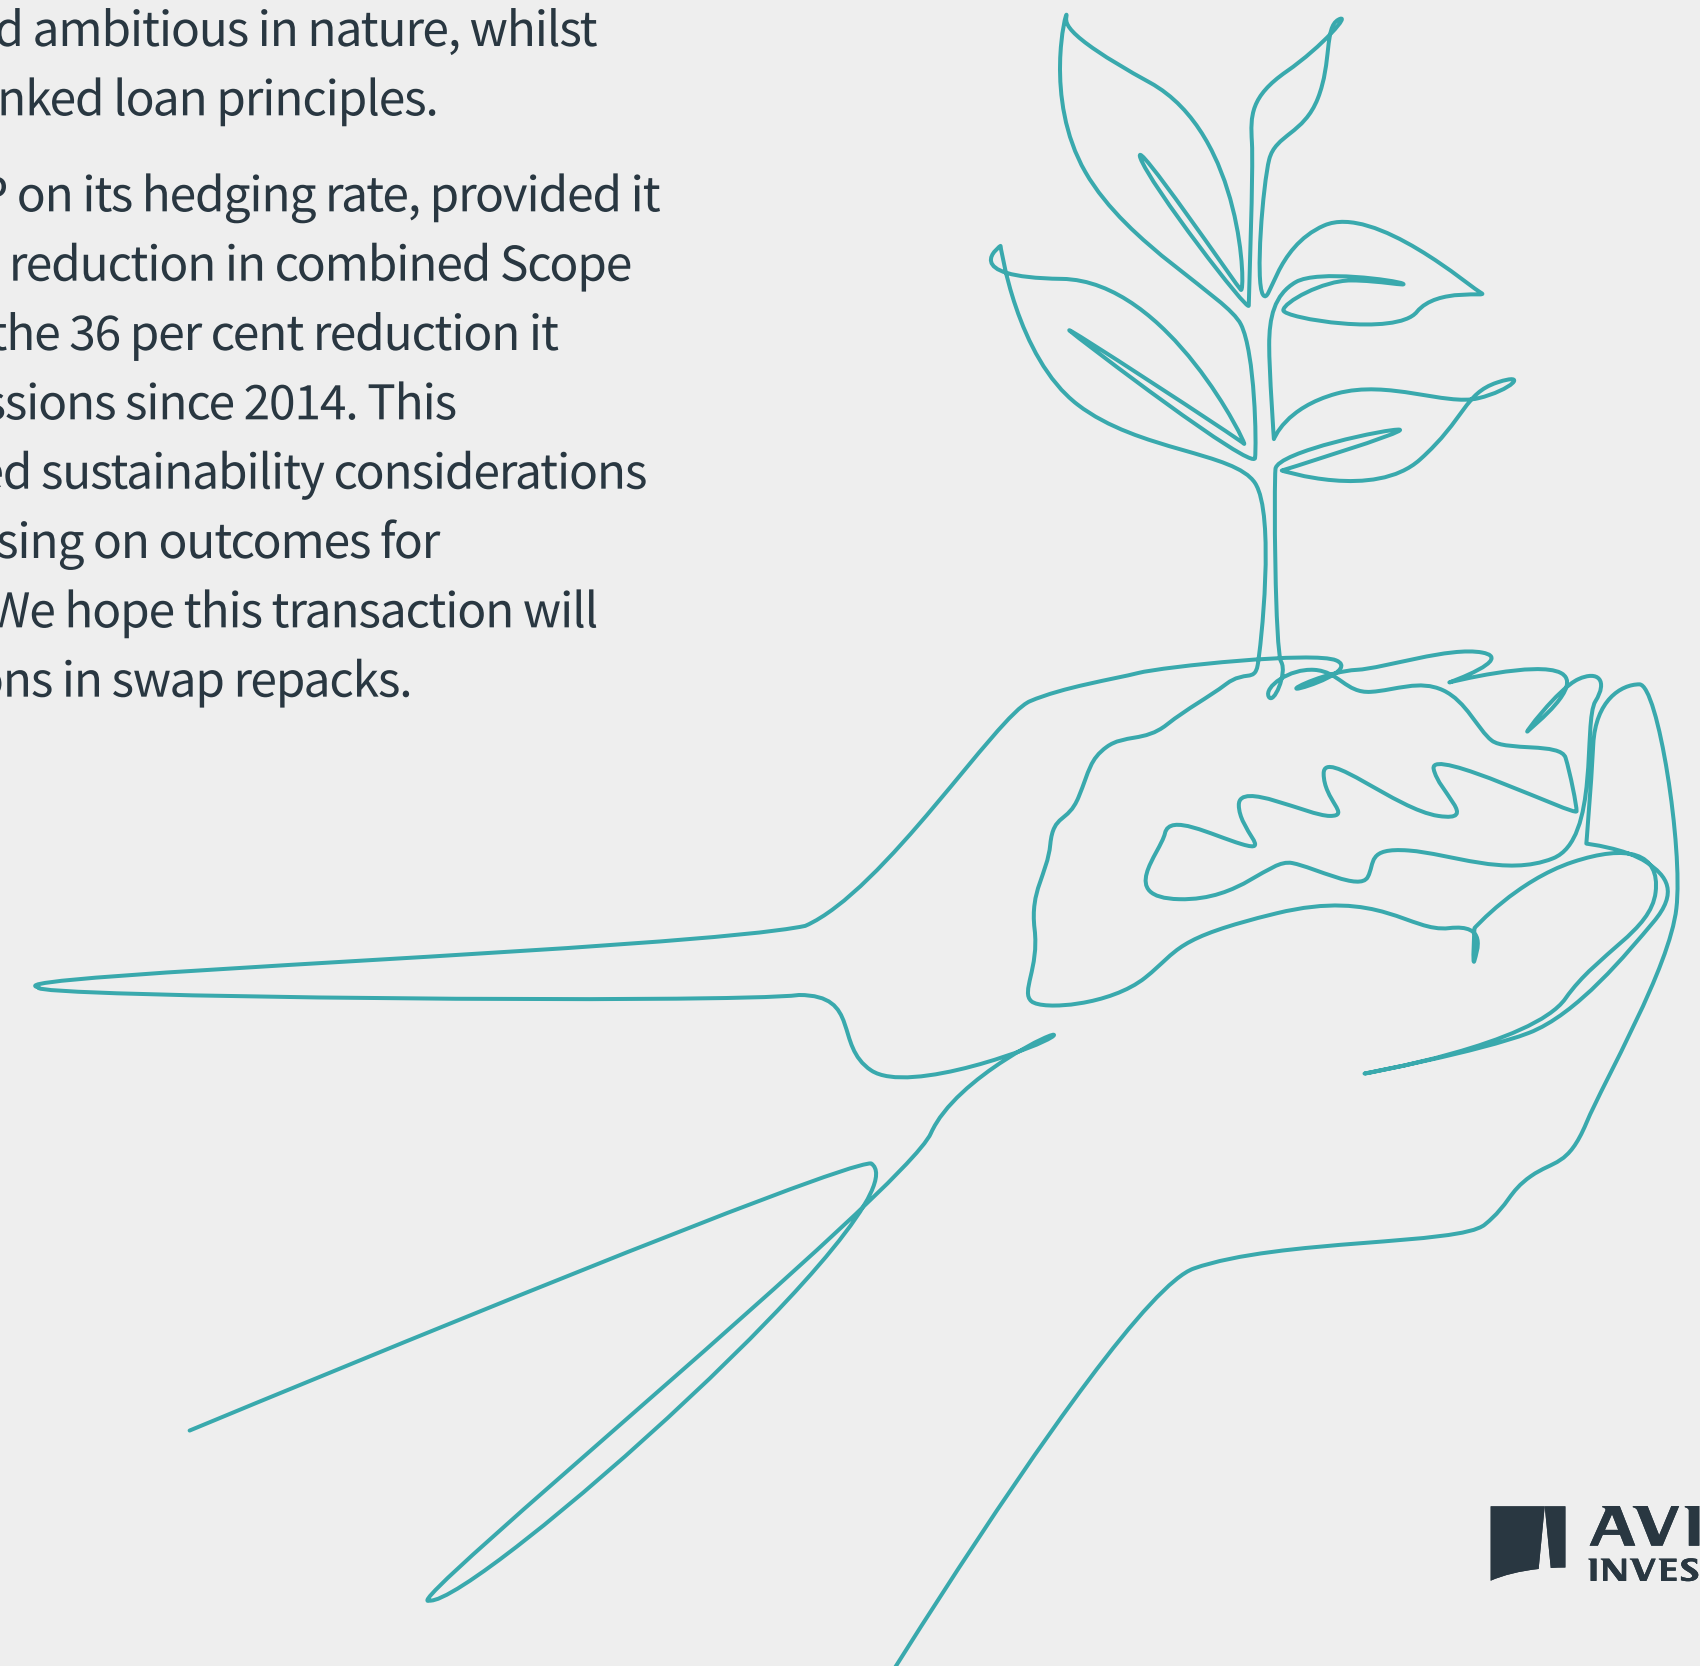 d ambitious in nature, whilst
nked loan principles.
P on its hedging rate, provided it
reduction in combined Scope
the 36 per cent reduction it
ssions since 2014. This
ed sustainability considerations
sing on outcomes for
We hope this transaction will
ons in swap repacks.
AVI
INVES